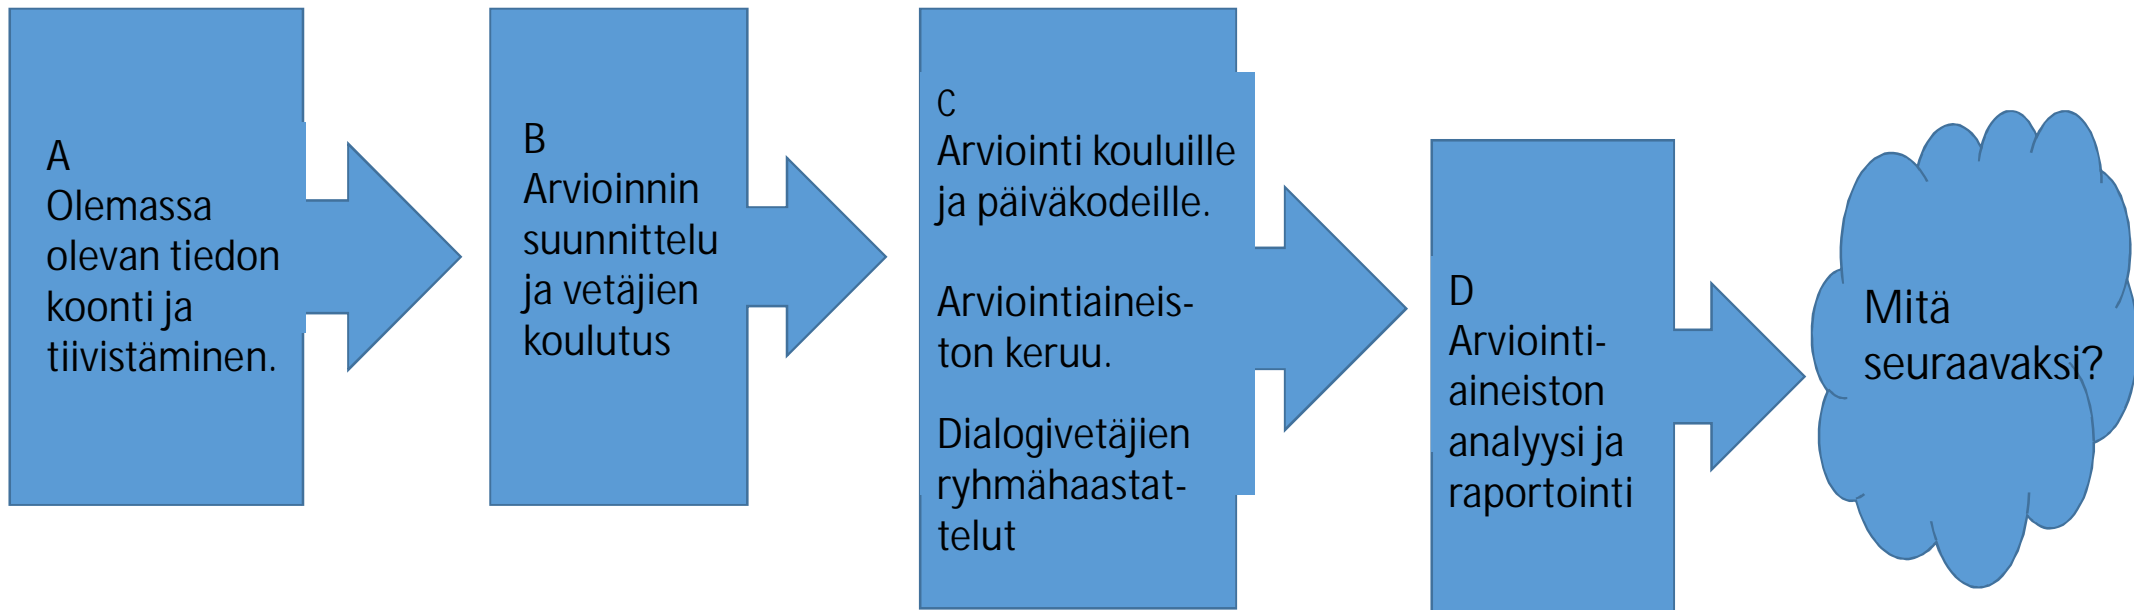 A
Olemassa
olevan tiedon
koonti ja
tiivistäminen.
B
Arvioinnin
suunnittelu
ja vetäjien
koulutus
C
Arviointi kouluille
ja päiväkodeille.
Arviointiaineis-
ton keruu.
Dialogivetäjien
ryhmähaastat-
telut
D
Arviointi-
aineiston
analyysi ja
raportointi
Mitä
seuraavaksi?